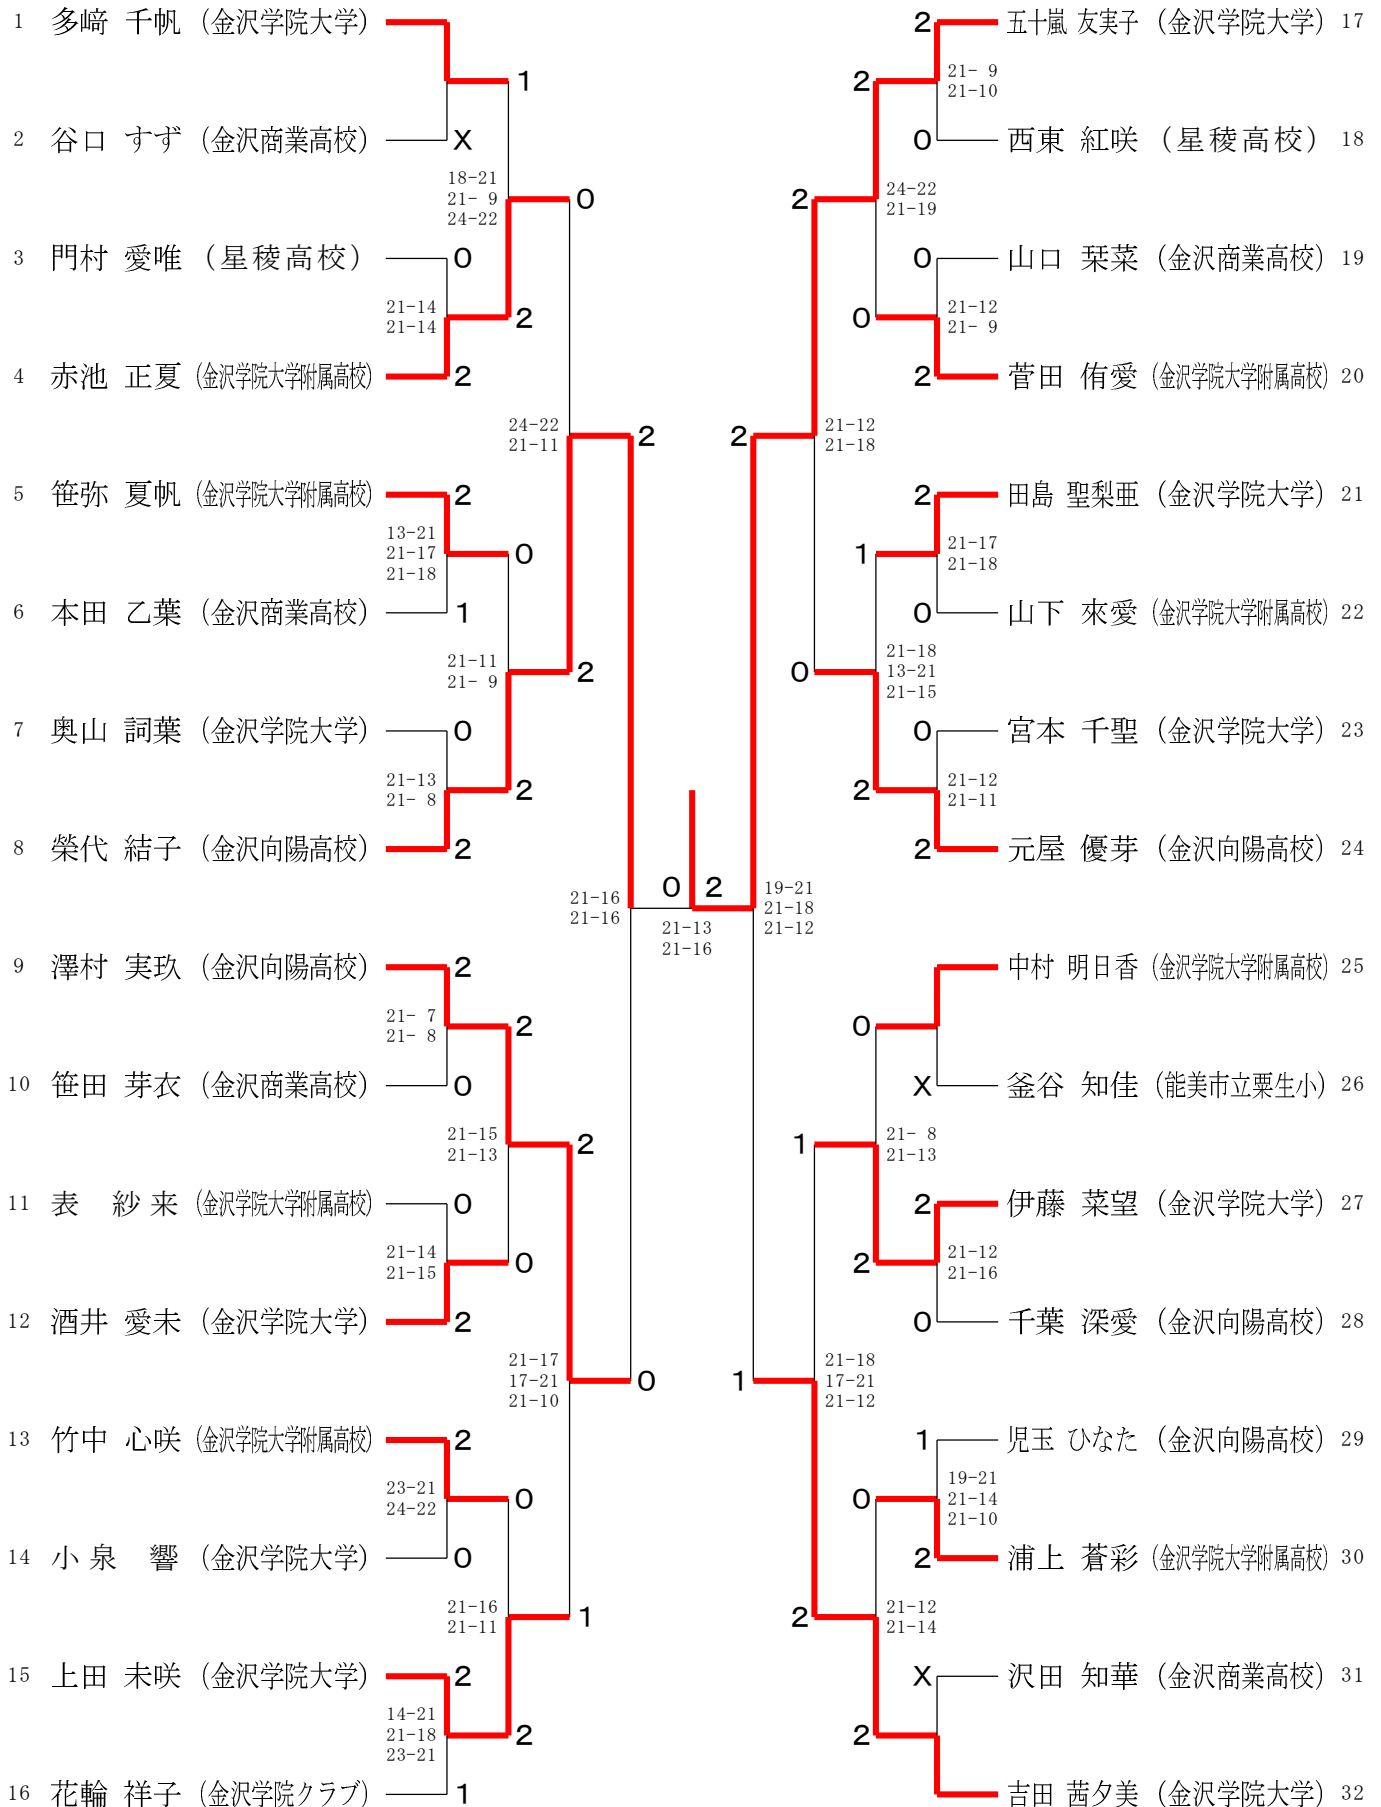 1 多﨑 千帆 (金沢学院大学)
1
2 谷口 すず (金沢商業高校) X
18-21
21- 9
24-22
0
3 門村 愛唯 (星稜高校) 0
21-14
21-14
2
4 赤池 正夏 (金沢学院大学附属高校) 2
24-22
21-11
2
5 笹弥 夏帆 (金沢学院大学附属高校) 2
13-21
21-17
21-18
0
6 本田 乙葉 (金沢商業高校) 1
21-11
21- 9
2
7 奥山 詞葉 (金沢学院大学) 0
21-13
21- 8
2
8 榮代 結子 (金沢向陽高校) 2
21-16
21-16
0 2
21-13
21-16
9 澤村 実玖 (金沢向陽高校) 2
21- 7
21- 8
2
10 笹田 芽衣 (金沢商業高校) 0
21-15
21-13
2
11 表 紗来 (金沢学院大学附属高校) 0
21-14
21-15
0
12 酒井 愛未 (金沢学院大学) 2
21-17
17-21
21-10
0
13 竹中 心咲 (金沢学院大学附属高校) 2
23-21
24-22
0
14 小泉 響 (金沢学院大学) 0
21-16
21-11
1
15 上田 未咲 (金沢学院大学) 2
14-21
21-18
23-21
2
16 花輪 祥子 (金沢学院クラブ) 1
2 五十嵐 友実子 (金沢学院大学) 17
2
21- 9
21-10
0 西東 紅咲 (星稜高校) 18
2
24-22
21-19
0 山口 栞菜 (金沢商業高校) 19
0
21-12
21- 9
2 菅田 侑愛 (金沢学院大学附属高校) 20
2
21-12
21-18
2 田島 聖梨亜 (金沢学院大学) 21
1
21-17
21-18
0 山下 來愛 (金沢学院大学附属高校) 22
0
21-18
13-21
21-15
0 宮本 千聖 (金沢学院大学) 23
2
21-12
21-11
2 元屋 優芽 (金沢向陽高校) 24
19-21
21-18
21-12
中村 明日香 (金沢学院大学附属高校) 25
0
X 釜谷 知佳 (能美市立粟生小) 26
1
21- 8
21-13
2 伊藤 菜望 (金沢学院大学) 27
2
21-12
21-16
0 千葉 深愛 (金沢向陽高校) 28
1
21-18
17-21
21-12
1 児玉 ひなた (金沢向陽高校) 29
0
19-21
21-14
21-10
2 浦上 蒼彩 (金沢学院大学附属高校) 30
2
21-12
21-14
X 沢田 知華 (金沢商業高校) 31
2
吉田 茜夕美 (金沢学院大学) 32